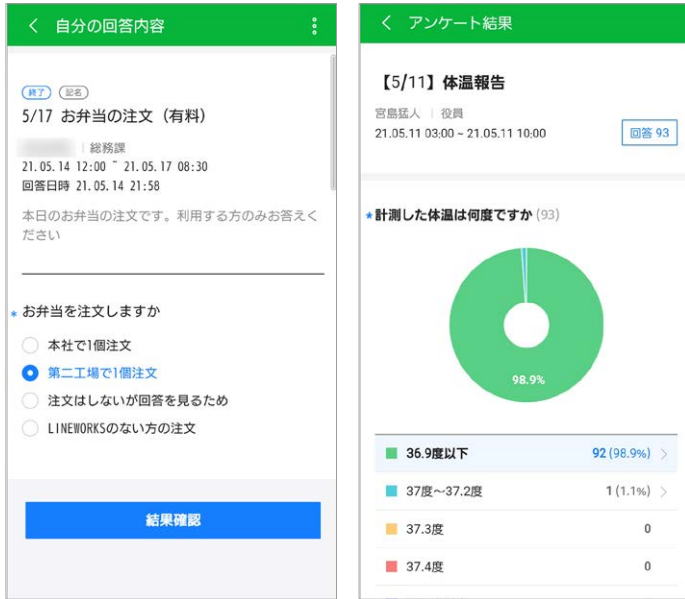 自分の回答内容
終了 記名
5/17 お弁当の注文（有料）
総務課
21.05.14 12:00 ~ 21.05.17 08:30
回答日時 21.05.14 21:58
本日のお弁当の注文です。利用する方のみお答えく
ださい
* お弁当を注文しますか
本社で1個注文
第二工場で1個注文
注文はしないが回答を見るため
LINEWORKSのない方の注文
結果確認
アンケート結果
【5/11】体温報告
宮島猛人 | 役員
21.05.11 03:00 ~ 21.05.11 10:00
回答 93
*計測した体温は何度ですか (93)
98.9%
36.9度以下 92 (98.9%)
37度～37.2度 1 (1.1%)
37.3度 0
37.4度 0